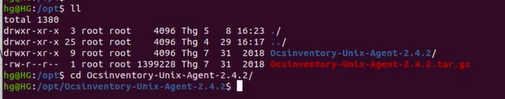 hg@HG:/opt$ ll
total 1380
drwxr-xr-x  3 root root    4096 Thg 5   8 16:23 ./
drwxr-xr-x 25 root root    4096 Thg 4  29 16:17 ../
drwxr-xr-x  9 root root    4096 Thg 7  31  2018 Ocsinventory-Unix-Agent-2.4.2/
-rw-r--r--  1 root root 1399228 Thg 7  31  2018 Ocsinventory-Unix-Agent-2.4.2.tar.gz
hg@HG:/opt$ cd Ocsinventory-Unix-Agent-2.4.2/
hg@HG:/opt/Ocsinventory-Unix-Agent-2.4.2$